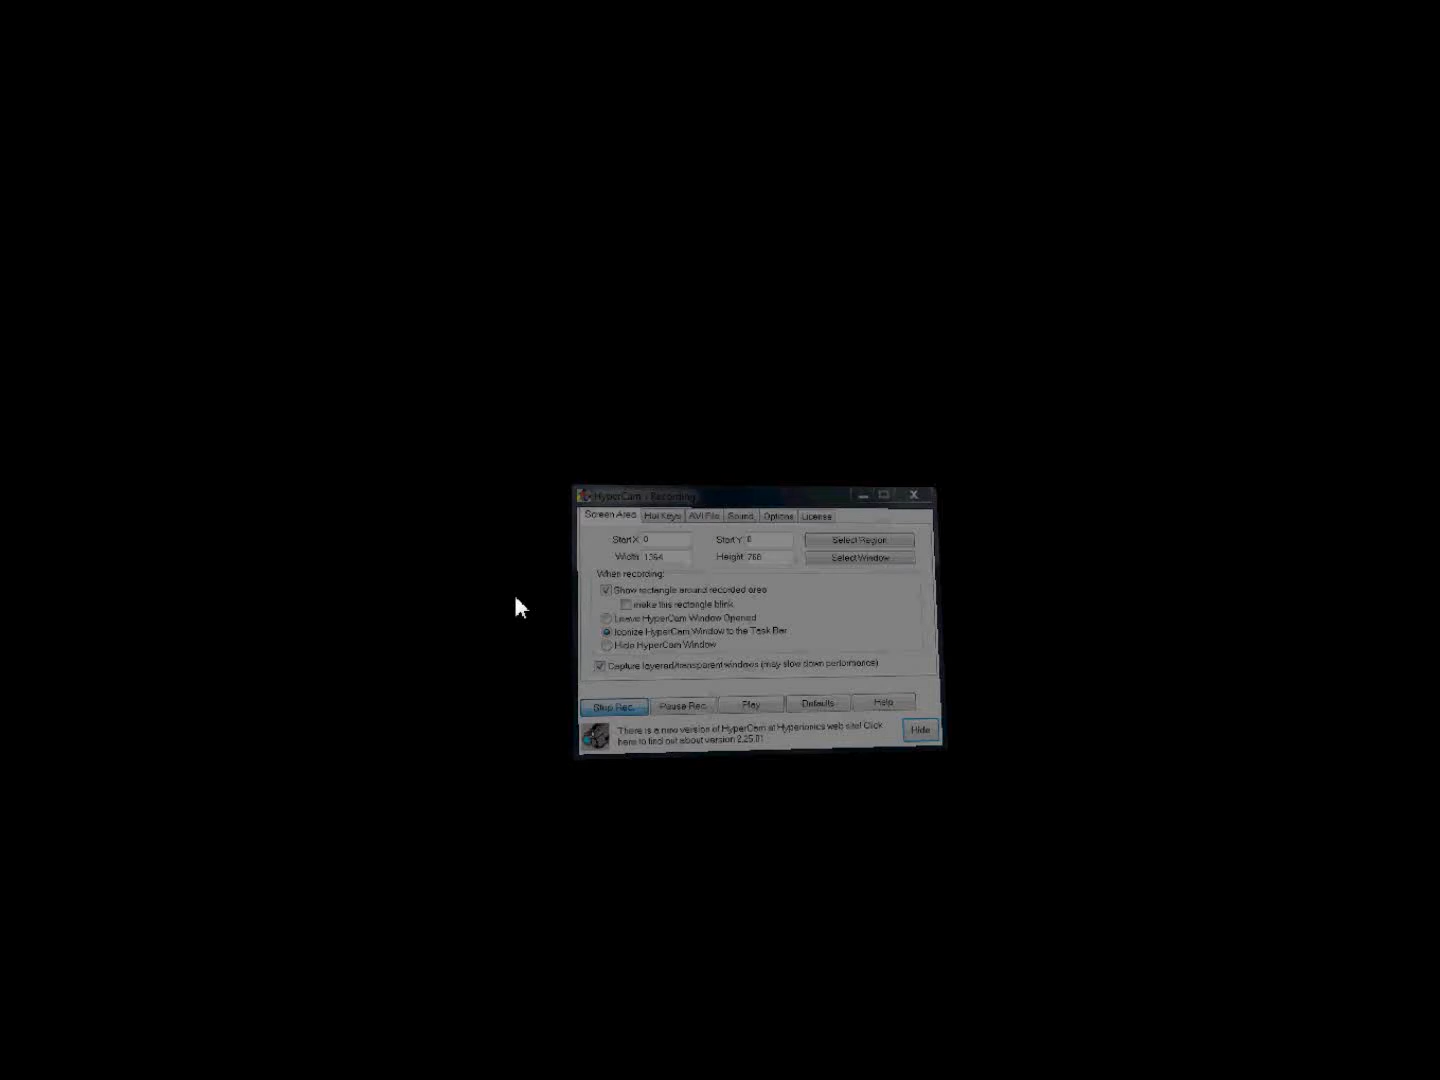 HyperCam - Recording
Screen Area Hot Keys AVI File Sound Options License
Start X 0 Start Y 0 Select Region
Width 1364 Height 768 Select Window
When recording:
Show rectangle around recorded area
make this rectangle blink
Leave HyperCam Window Opened
Iconize HyperCam Window to the Task Bar
Hide HyperCam Window
Capture layered/transparent windows (may slow down performance)
Stop Rec. Pause Rec. Play Defaults Help
There is a new version of HyperCam at Hyperionics web site! Click
here to find out about version 2.25.01
Hide